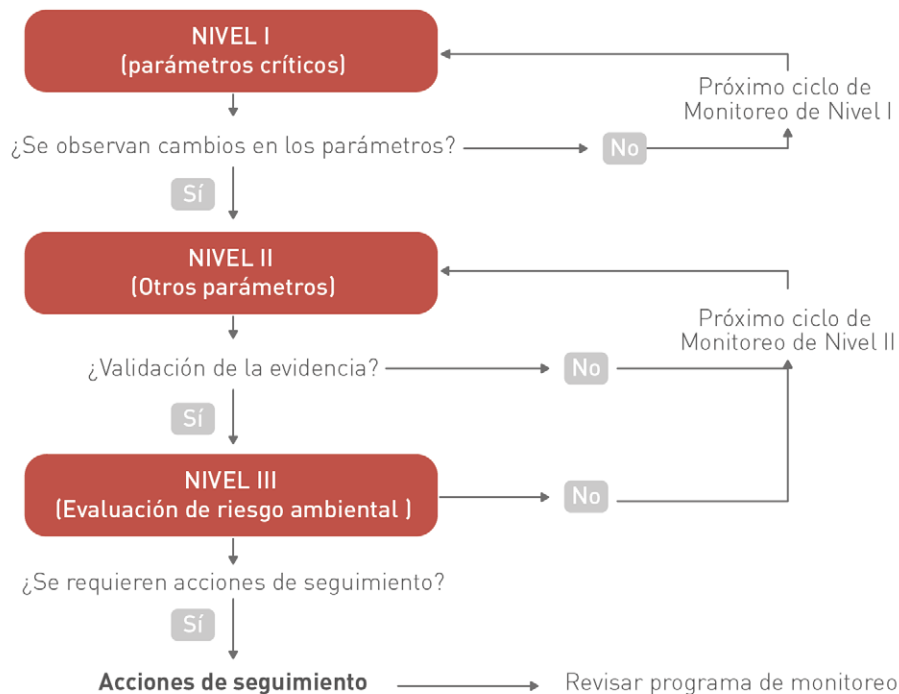 NIVEL I
(parámetros críticos)
Próximo ciclo de
Monitoreo de Nivel I
¿Se observan cambios en los parámetros?
No
Sí
NIVEL II
(Otros parámetros)
Próximo ciclo de
Monitoreo de Nivel II
¿Validación de la evidencia?
No
Sí
NIVEL III
(Evaluación de riesgo ambiental )
No
¿Se requieren acciones de seguimiento?
Sí
Acciones de seguimiento
Revisar programa de monitoreo